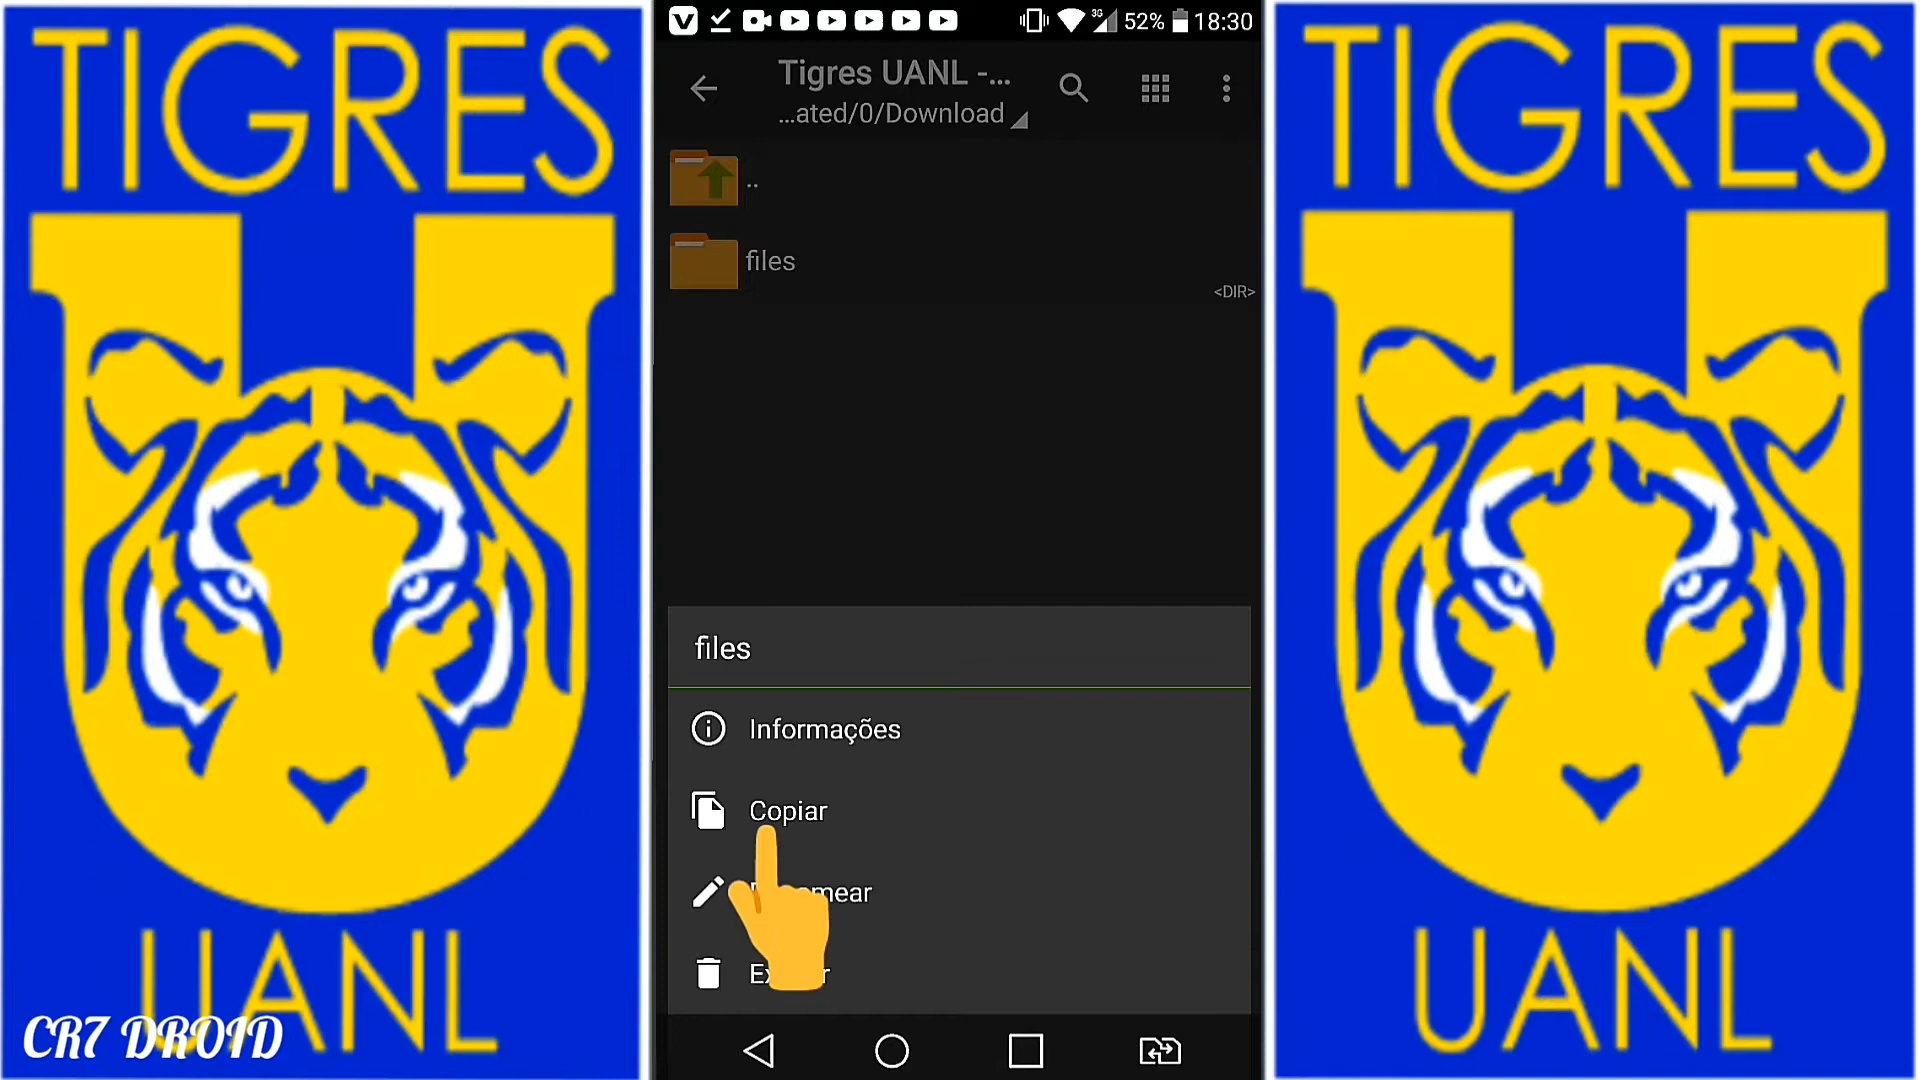 TIGRES
UANL
CR7 DROID
3G
52%
18:30
Tigres UANL -...
...ated/0/Download
..
files
<DIR>
files
Informações
Copiar
TIGRES
UANL